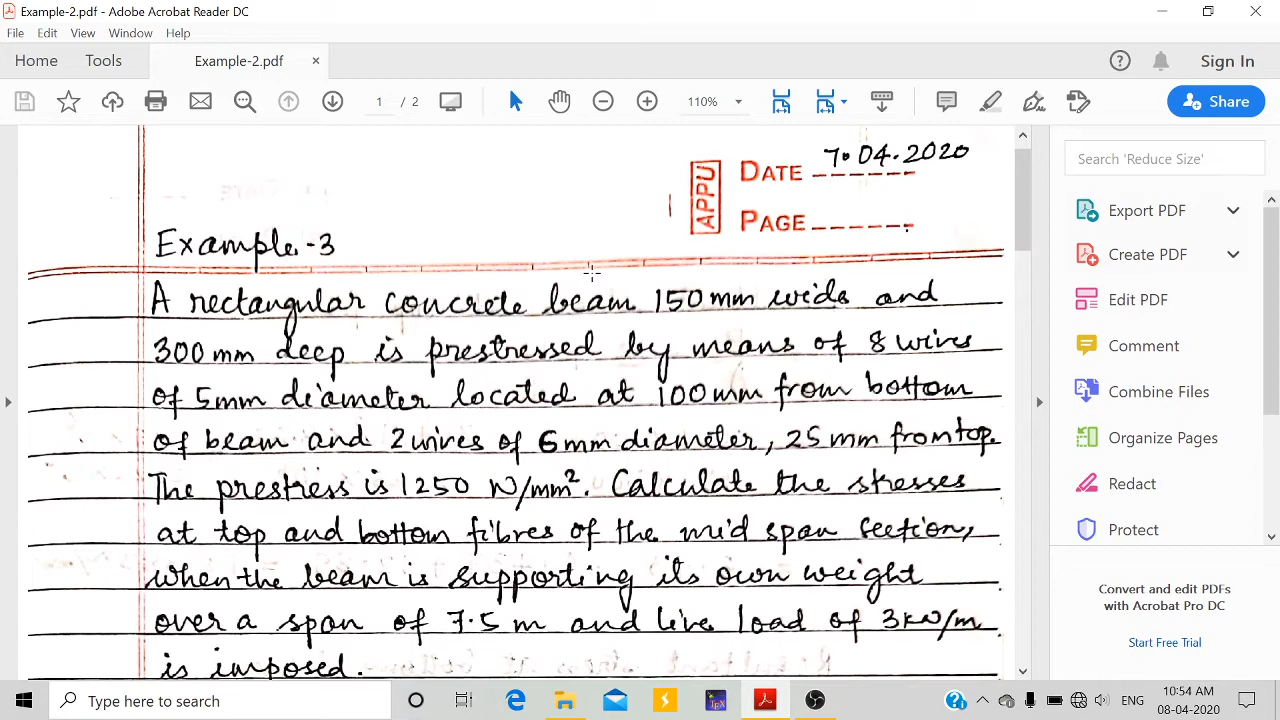 Example-2.pdf - Adobe Acrobat Reader DC
File Edit View Window Help
Home Tools Example-2.pdf × Sign In
1 / 2 110% Share
7.04.2020
APPU DATE
PAGE
Example-3
A rectangular concrete beam 150mm wide and
300mm deep is prestressed by means of 8 wires
of 5mm diameter located at 100mm from bottom
of beam and 2 wires of 6mm diameter, 25mm from top.
The prestress is 1250 N/mm². Calculate the stresses
at top and bottom fibres of the mid span section,
when the beam is supporting its own weight
over a span of 7.5 m and live load of 3kN/m
is imposed.
Search 'Reduce Size'
Export PDF
Create PDF
Edit PDF
Comment
Combine Files
Organize Pages
Redact
Protect
Convert and edit PDFs
with Acrobat Pro DC
Start Free Trial
Type here to search
ENG
10:54 AM
08-04-2020